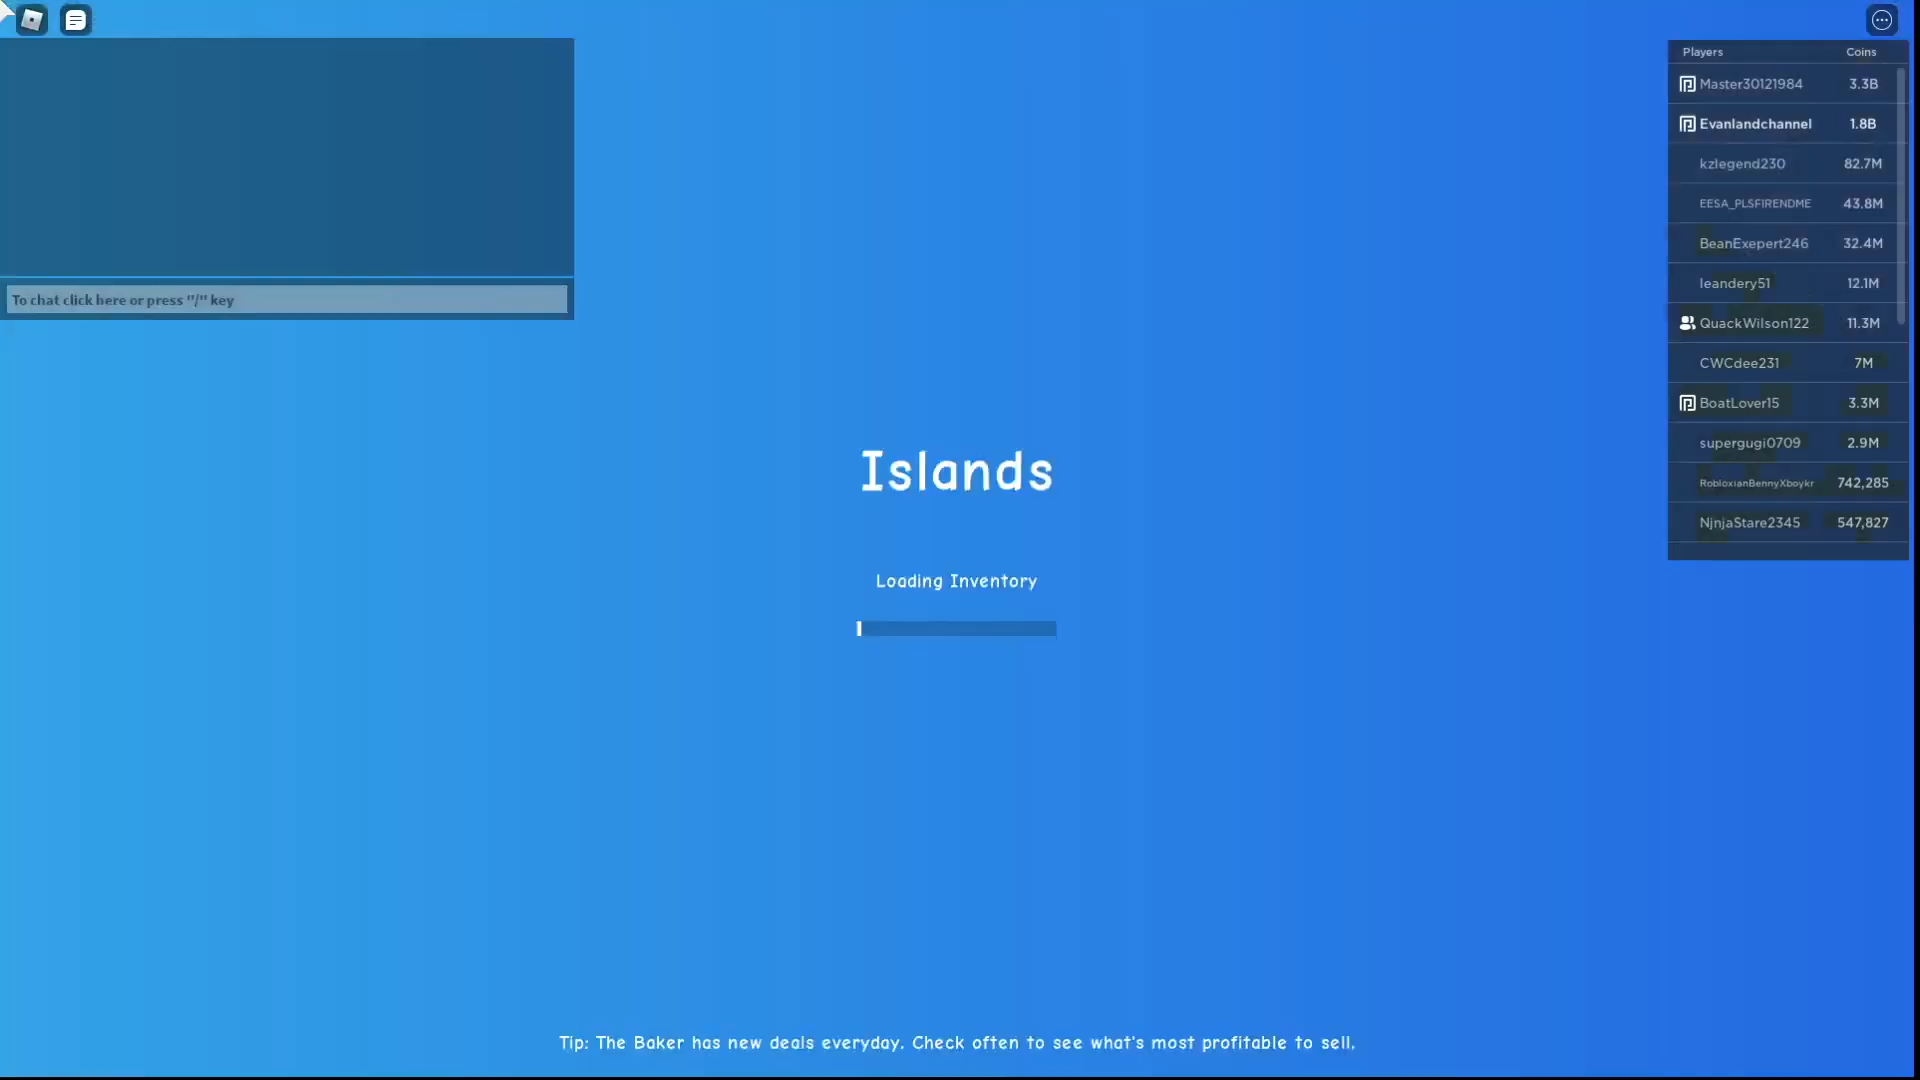 Players Coins
Master30121984 3.3B
Evanlandchannel 1.8B
kzlegend230 82.7M
EESA_PLSFIRENDME 43.8M
BeanExepert246 32.4M
leandery51 12.1M
QuackWilson122 11.3M
CWCdee231 7M
BoatLover15 3.3M
supergugi0709 2.9M
RobloxianBennyXboykr 742,285
NjnjaStare2345 547,827
To chat click here or press "/" key
Islands
Loading Inventory
Tip: The Baker has new deals everyday. Check often to see what's most profitable to sell.